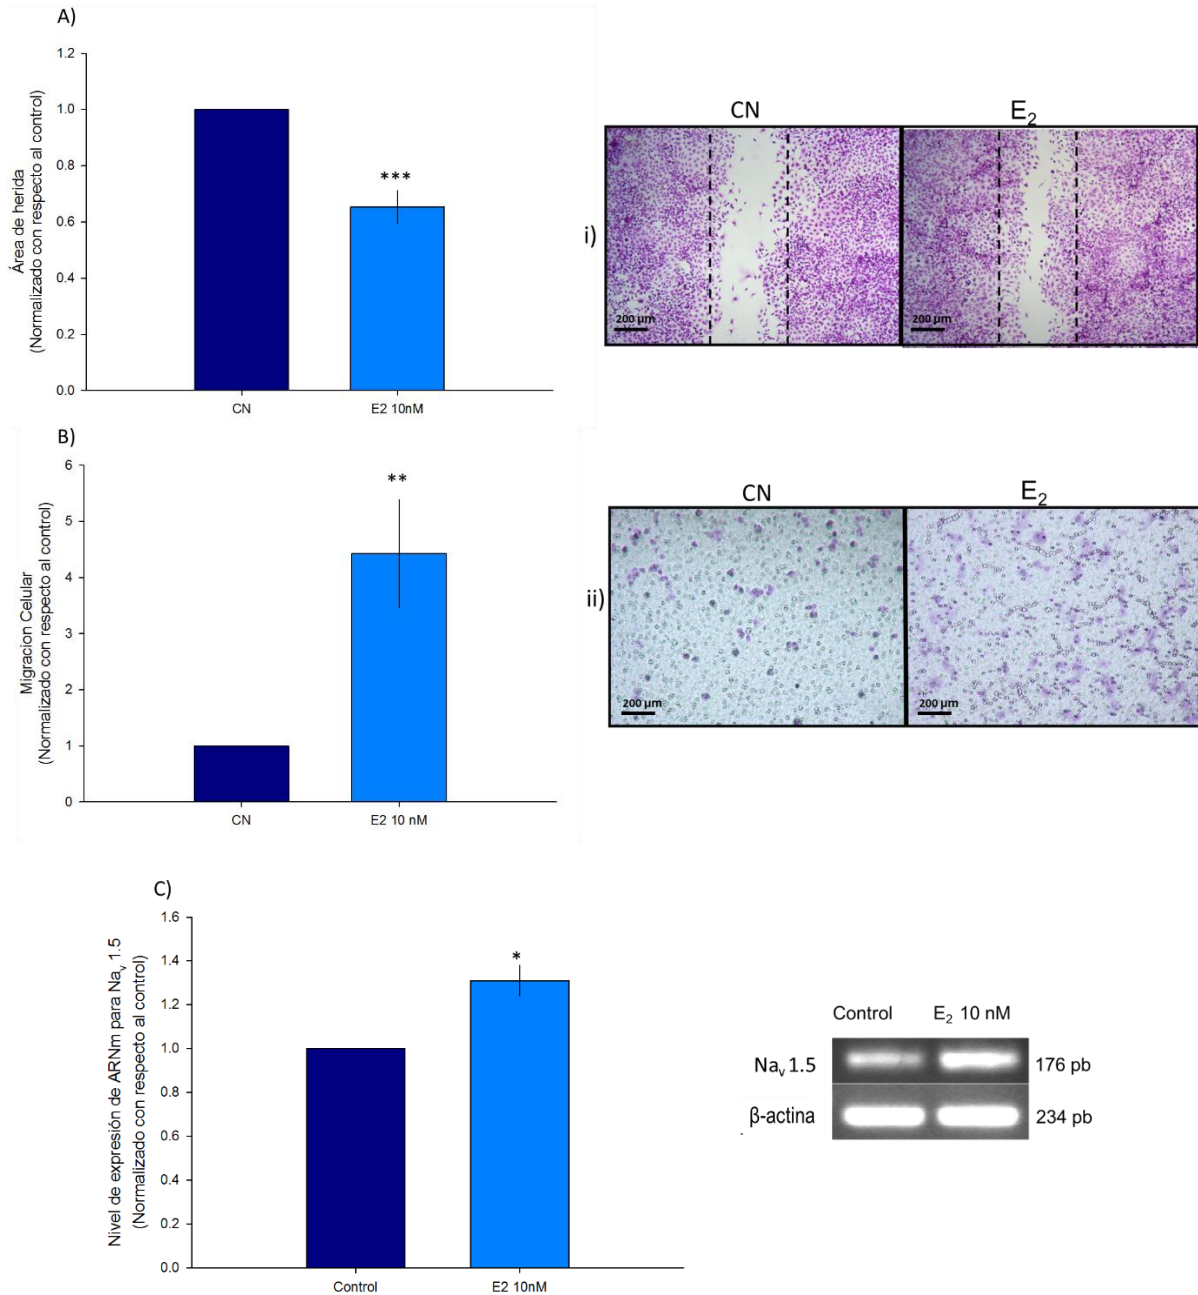 A)
Área de herida
(Normalizado con respecto al control)
1.2
1.0
0.8
0.6
0.4
0.2
0.0
***
CN
E2 10nM
i)
CN
E2
200 µm
200 µm
B)
Migracion Celular
(Normalizado con respecto al control)
6
5
4
3
2
1
0
**
CN
E2 10 nM
ii)
CN
E2
200 µm
200 µm
C)
Nivel de expresión de ARNm para Nav 1.5
(Normalizado con respecto al control)
1.6
1.4
1.2
1.0
0.8
0.6
0.4
0.2
0.0
*
Control
E2 10nM
Control E2 10 nM
Nav 1.5 176 pb
β-actina 234 pb